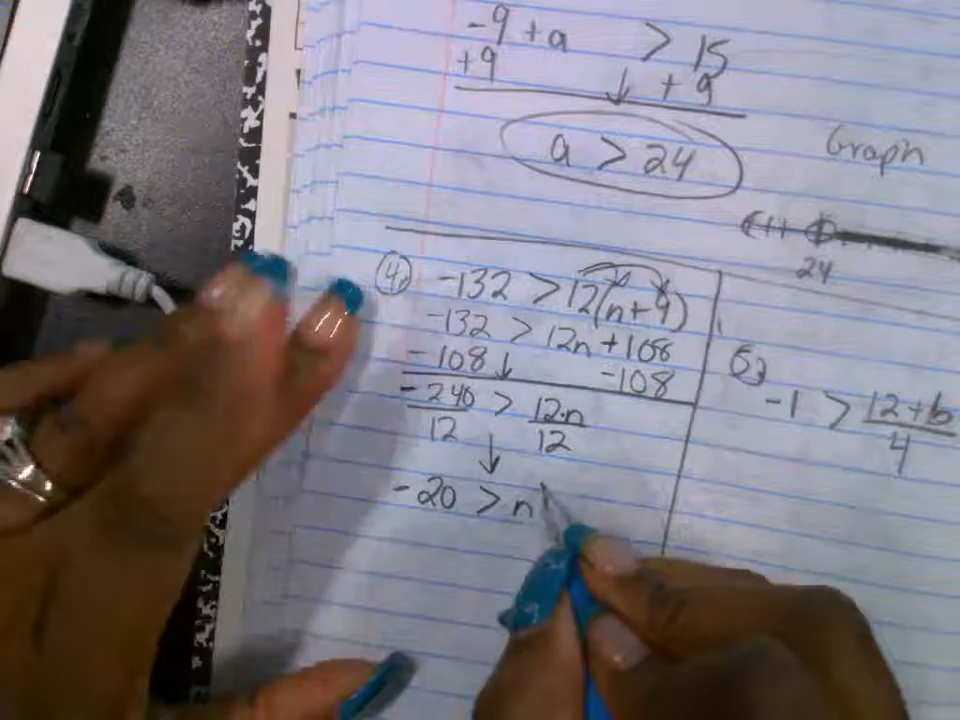 -9 + a > 15
+9 ↓ + 9
a > 24
Graph
24
④ -132 > 12(n+9)
-132 > 12n + 108
- 108 ↓ -108
-240 > 12·n
12 12
↓
-20 > n
5)
-1 > 12+b
4